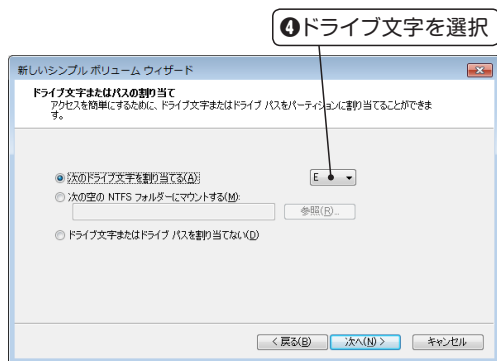 ❹ドライブ文字を選択
新しいシンプル ボリューム ウィザード
ドライブ文字またはパスの割り当て
アクセスを簡単にするために、ドライブ文字またはドライブ パスをパーティションに割り当てることができま
す。
次のドライブ文字を割り当てる(A):
E
次の空の NTFS フォルダーにマウントする(M):
参照(R)...
ドライブ文字またはドライブ パスを割り当てない(D)
< 戻る(B)
次へ(N) >
キャンセル